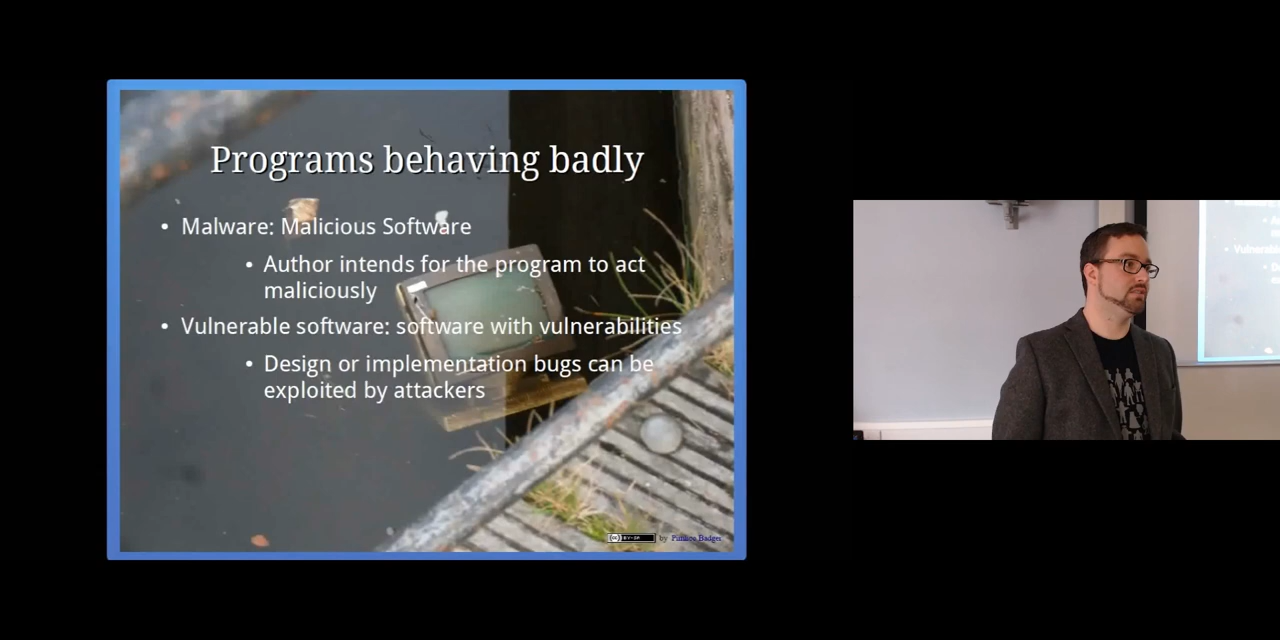 Programs behaving badly
• Malware: Malicious Software
• Author intends for the program to act
maliciously
• Vulnerable software: software with vulnerabilities
• Design or implementation bugs can be
exploited by attackers
by